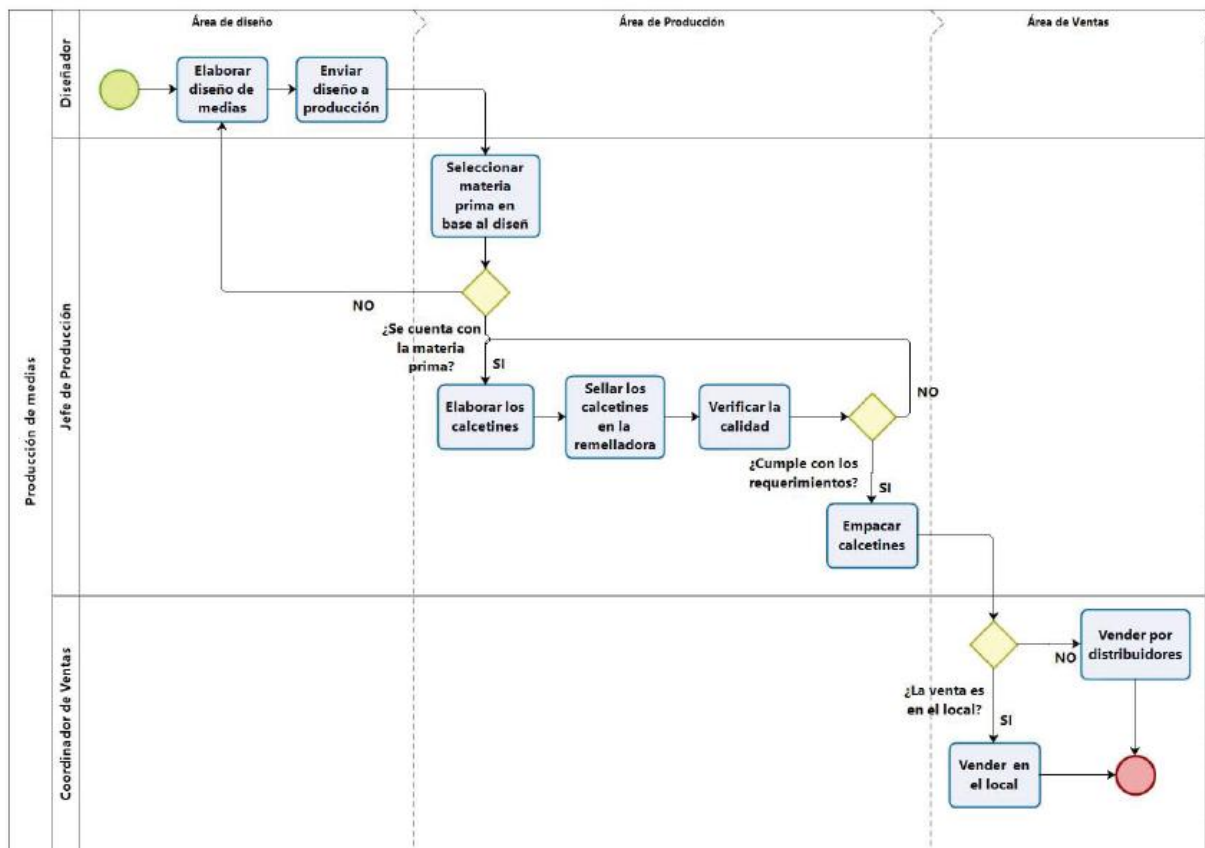 Área de diseño
Área de Producción
Área de Ventas
Producción de medias
Diseñador
Elaborar
diseño de
medias
Enviar
diseño a
producción
Jefe de Producción
Seleccionar
materia
prima en
base al diseñ
NO
¿Se cuenta con
la materia
prima?
SI
Elaborar los
calcetines
Sellar los
calcetines
en la
remelladora
Verificar la
calidad
NO
¿Cumple con los
requerimientos?
SI
Empacar
calcetines
Coordinador de Ventas
NO
Vender por
distribuidores
¿La venta es
en el local?
SI
Vender en
el local